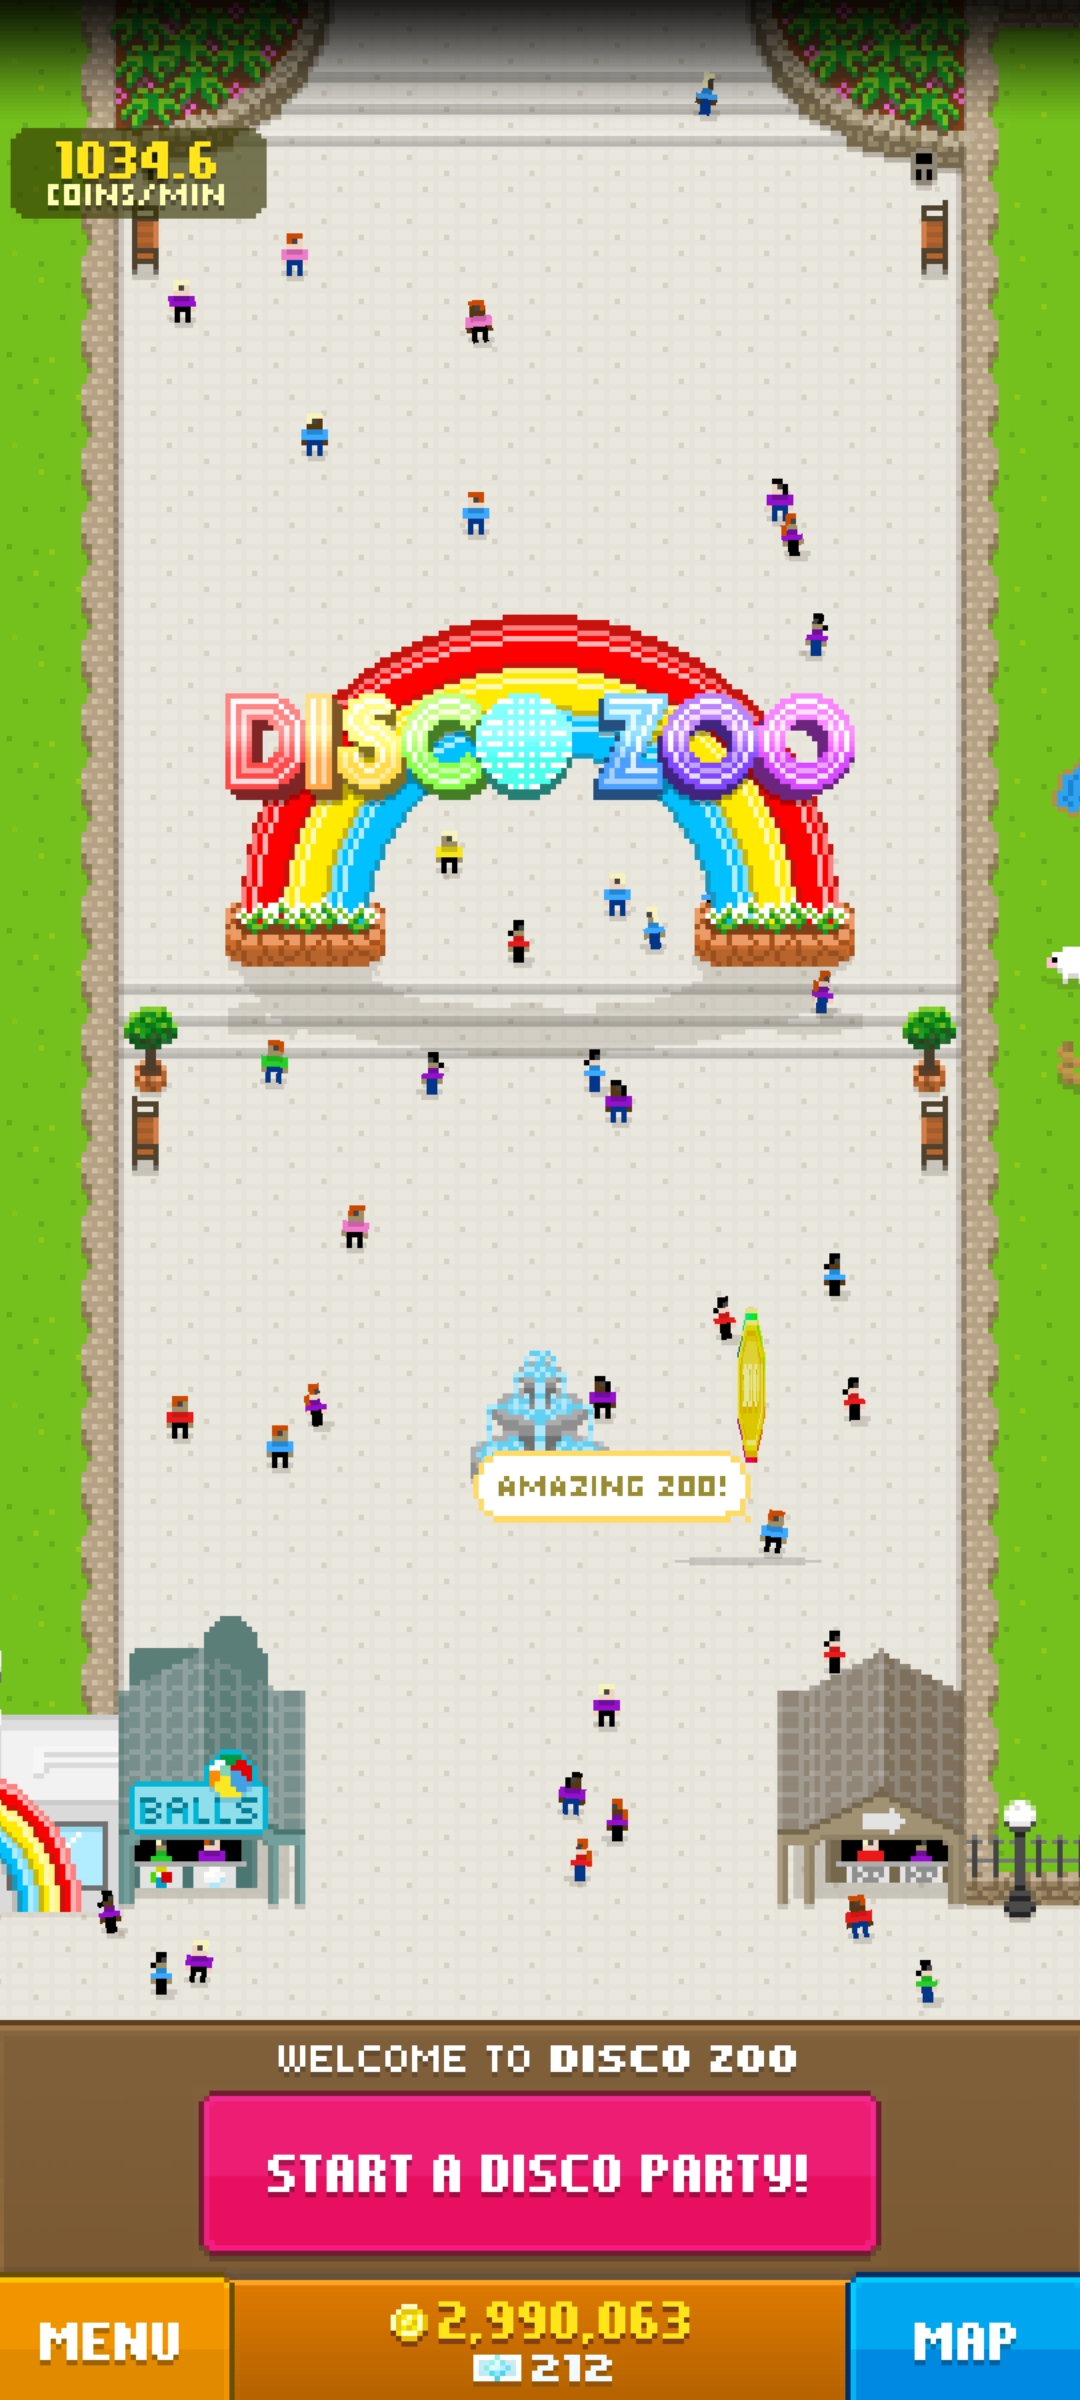 1034.6
COINS/MIN
DISCO ZOO
AMAZING ZOO!
BALLS
WELCOME TO DISCO ZOO
START A DISCO PARTY!
MENU
2,990,063
212
MAP